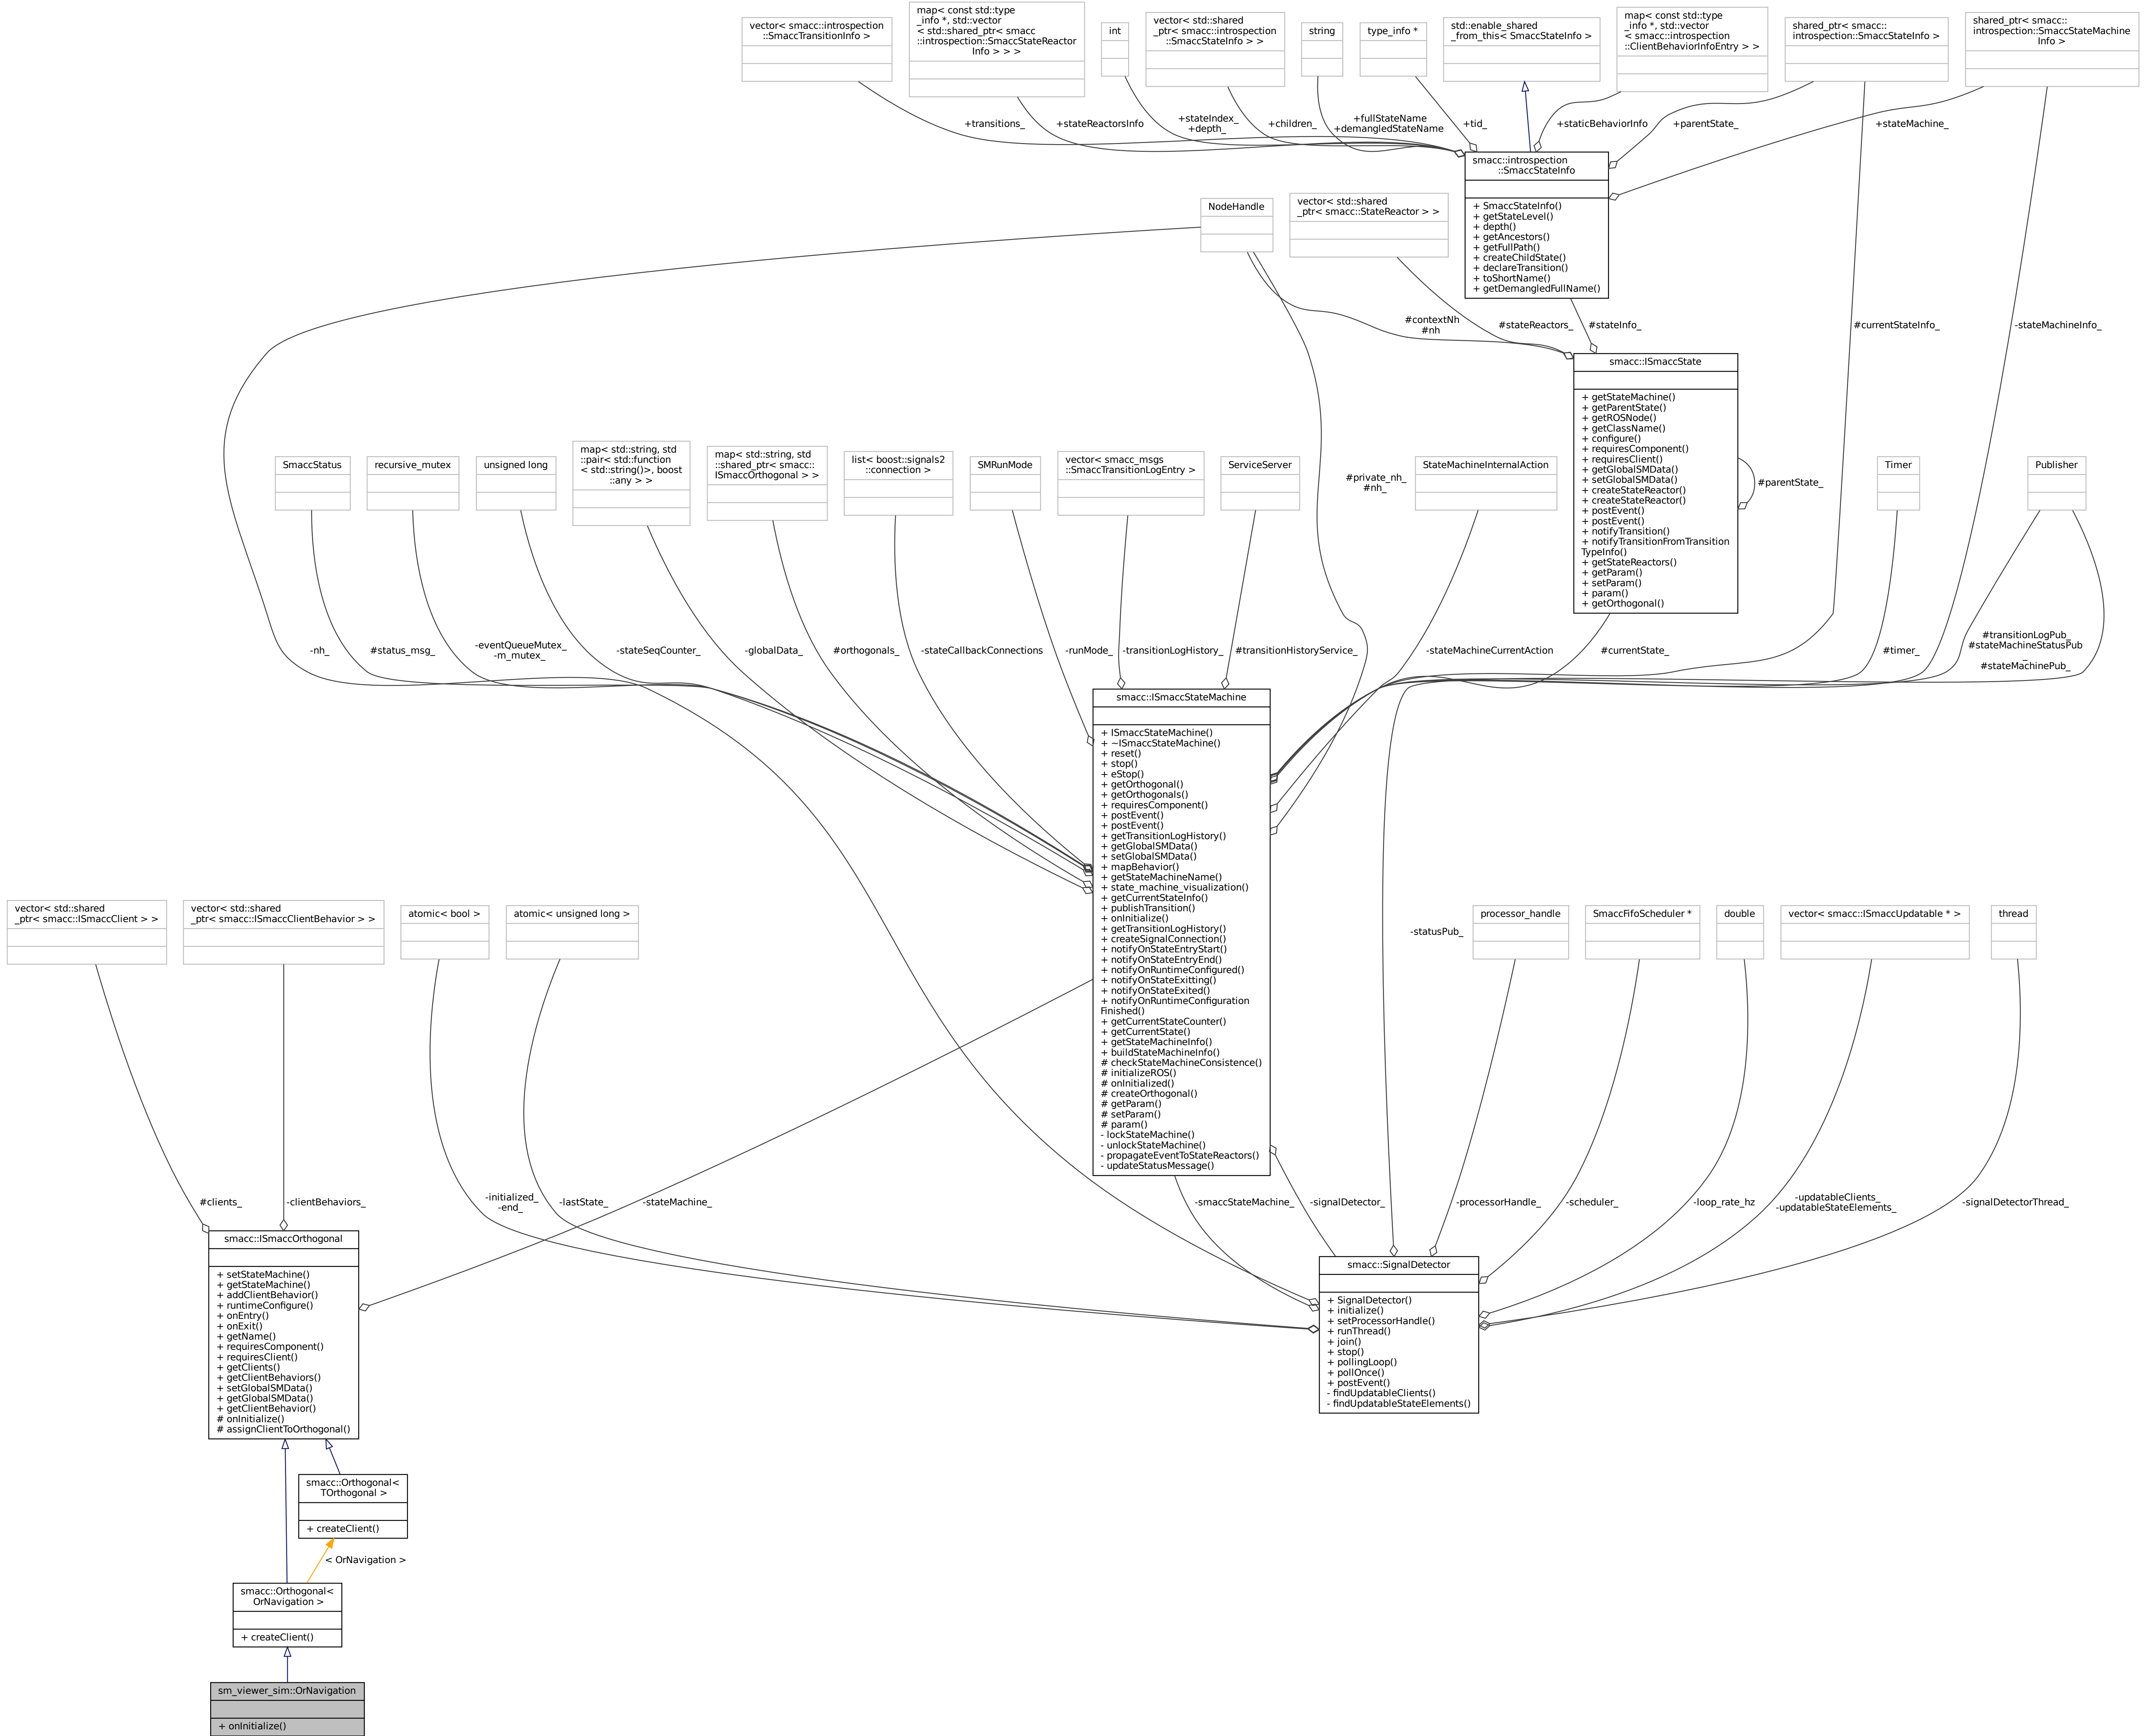 vector< smacc::introspection
::SmaccTransitionInfo >
map< const std::type
_info *, std::vector
< std::shared_ptr< smacc
::introspection::SmaccStateReactor
Info > > >
int
vector< std::shared
_ptr< smacc::introspection
::SmaccStateInfo > >
string
type_info *
std::enable_shared
_from_this< SmaccStateInfo >
map< const std::type
_info *, std::vector
< smacc::introspection
::ClientBehaviorInfoEntry > >
shared_ptr< smacc::
introspection::SmaccStateInfo >
shared_ptr< smacc::
introspection::SmaccStateMachine
Info >
+transitions_
+stateReactorsInfo
+stateIndex_
+depth_
+children_
+fullStateName
+demangledStateName
+tid_
+staticBehaviorInfo
+parentState_
+stateMachine_
smacc::introspection
::SmaccStateInfo
+ SmaccStateInfo()
+ getStateLevel()
+ depth()
+ getAncestors()
+ getFullPath()
+ createChildState()
+ declareTransition()
+ toShortName()
+ getDemangledFullName()
NodeHandle
vector< std::shared
_ptr< smacc::StateReactor > >
#contextNh
#nh
#stateReactors_
#stateInfo_
#currentStateInfo_
-stateMachineInfo_
smacc::ISmaccState
+ getStateMachine()
+ getParentState()
+ getROSNode()
+ getClassName()
+ configure()
+ requiresComponent()
+ requiresClient()
+ getGlobalSMData()
+ setGlobalSMData()
+ createStateReactor()
+ createStateReactor()
+ postEvent()
+ postEvent()
+ notifyTransition()
+ notifyTransitionFromTransition
TypeInfo()
+ getStateReactors()
+ getParam()
+ setParam()
+ param()
+ getOrthogonal()
#parentState_
SmaccStatus
recursive_mutex
unsigned long
map< std::string, std
::pair< std::function
< std::string()>, boost
::any > >
map< std::string, std
::shared_ptr< smacc::
ISmaccOrthogonal > >
list< boost::signals2
::connection >
SMRunMode
vector< smacc_msgs
::SmaccTransitionLogEntry >
ServiceServer
#private_nh_
#nh_
StateMachineInternalAction
Timer
Publisher
-nh_
#status_msg_
-eventQueueMutex_
-m_mutex_
-stateSeqCounter_
-globalData_
#orthogonals_
-stateCallbackConnections
-runMode_
-transitionLogHistory_
#transitionHistoryService_
-stateMachineCurrentAction
#currentState_
#timer_
#transitionLogPub_
#stateMachineStatusPub
_
#stateMachinePub_
smacc::ISmaccStateMachine
+ ISmaccStateMachine()
+ ~ISmaccStateMachine()
+ reset()
+ stop()
+ eStop()
+ getOrthogonal()
+ getOrthogonals()
+ requiresComponent()
+ postEvent()
+ postEvent()
+ getTransitionLogHistory()
+ getGlobalSMData()
+ setGlobalSMData()
+ mapBehavior()
+ getStateMachineName()
+ state_machine_visualization()
+ getCurrentStateInfo()
+ publishTransition()
+ onInitialize()
+ getTransitionLogHistory()
+ createSignalConnection()
+ notifyOnStateEntryStart()
+ notifyOnStateEntryEnd()
+ notifyOnRuntimeConfigured()
+ notifyOnStateExitting()
+ notifyOnStateExited()
+ notifyOnRuntimeConfiguration
Finished()
+ getCurrentStateCounter()
+ getCurrentState()
+ getStateMachineInfo()
+ buildStateMachineInfo()
# checkStateMachineConsistence()
# initializeROS()
# onInitialized()
# createOrthogonal()
# getParam()
# setParam()
# param()
- lockStateMachine()
- unlockStateMachine()
- propagateEventToStateReactors()
- updateStatusMessage()
vector< std::shared
_ptr< smacc::ISmaccClient > >
vector< std::shared
_ptr< smacc::ISmaccClientBehavior > >
atomic< bool >
atomic< unsigned long >
-statusPub_
processor_handle
SmaccFifoScheduler *
double
vector< smacc::ISmaccUpdatable * >
thread
#clients_
-clientBehaviors_
-initialized_
-end_
-lastState_
-stateMachine_
-smaccStateMachine_
-signalDetector_
-processorHandle_
-scheduler_
-loop_rate_hz
-updatableClients_
-updatableStateElements_
-signalDetectorThread_
smacc::ISmaccOrthogonal
+ setStateMachine()
+ getStateMachine()
+ addClientBehavior()
+ runtimeConfigure()
+ onEntry()
+ onExit()
+ getName()
+ requiresComponent()
+ requiresClient()
+ getClients()
+ getClientBehaviors()
+ setGlobalSMData()
+ getGlobalSMData()
+ getClientBehavior()
# onInitialize()
# assignClientToOrthogonal()
smacc::SignalDetector
+ SignalDetector()
+ initialize()
+ setProcessorHandle()
+ runThread()
+ join()
+ stop()
+ pollingLoop()
+ pollOnce()
+ postEvent()
- findUpdatableClients()
- findUpdatableStateElements()
smacc::Orthogonal<
TOrthogonal >
+ createClient()
< OrNavigation >
smacc::Orthogonal<
OrNavigation >
+ createClient()
sm_viewer_sim::OrNavigation
+ onInitialize()